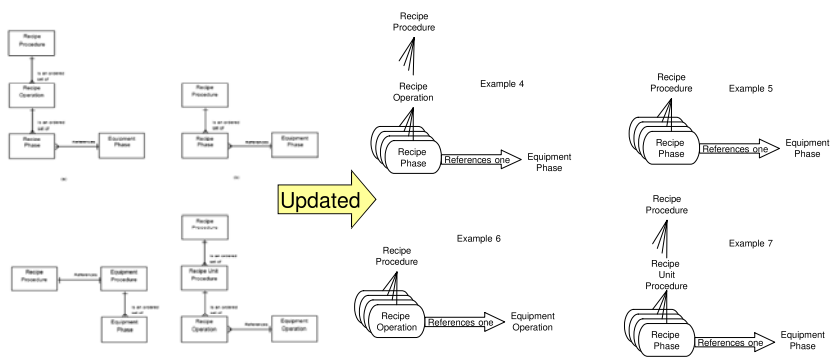 Recipe
Procedure
Is an ordered
set of
Recipe
Operation
Is an ordered
set of
Recipe
Phase
References
Equipment
Phase
Recipe
Procedure
Is an ordered
set of
Recipe
Phase
References
Equipment
Phase
Recipe
Procedure
References
Equipment
Procedure
Is an ordered
set of
Equipment
Phase
Recipe
Procedure
Is an ordered
set of
Recipe Unit
Procedure
Is an ordered
set of
Recipe
Operation
References
Equipment
Operation
Updated
Recipe
Procedure
Recipe
Operation
Example 4
Recipe
Phase
References one
Equipment
Phase
Recipe
Procedure
Example 5
Recipe
Phase
References one
Equipment
Phase
Recipe
Procedure
Example 6
Recipe
Operation
References one
Equipment
Operation
Recipe
Procedure
Example 7
Recipe
Unit
Procedure
Recipe
Phase
References one
Equipment
Phase